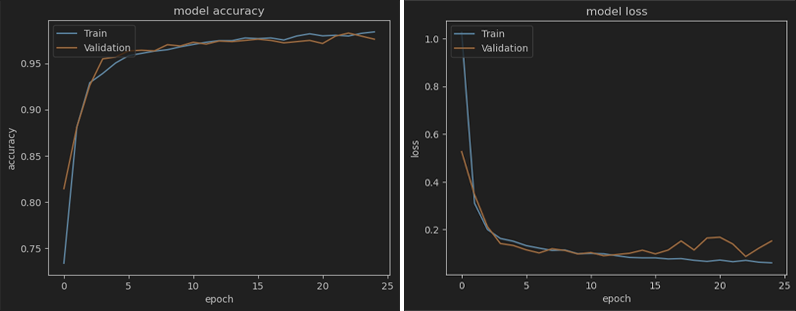 model accuracy
Train
Validation
0.95
0.90
0.85
0.80
0.75
accuracy
0 5 10 15 20 25
epoch
model loss
Train
Validation
1.0
0.8
0.6
0.4
0.2
loss
0 5 10 15 20 25
epoch